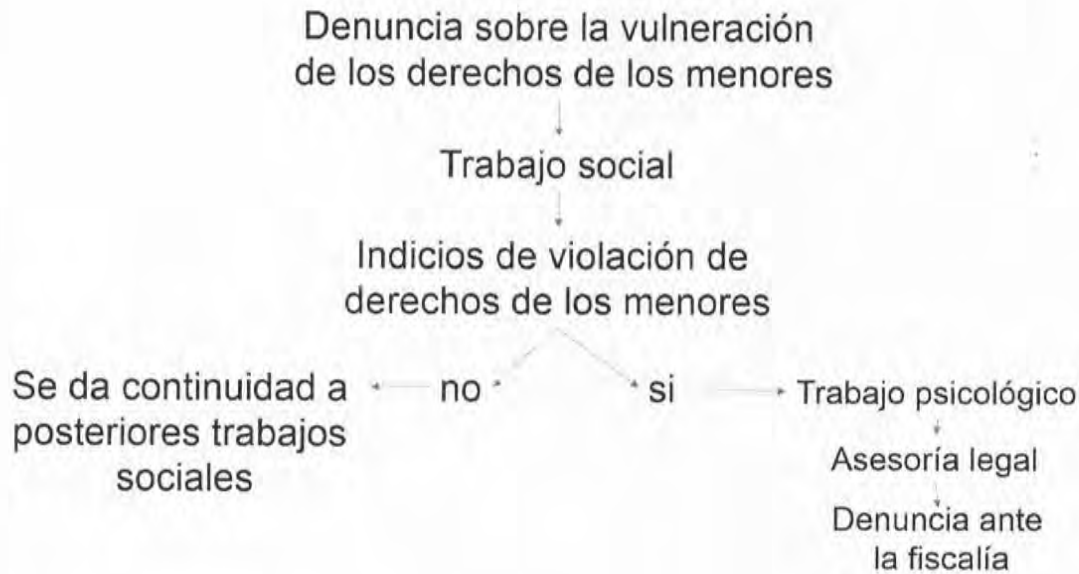 Denuncia sobre la vulneración
de los derechos de los menores
Trabajo social
Indicios de violación de
derechos de los menores
Se da continuidad a
posteriores trabajos
sociales
no
si
Trabajo psicológico
Asesoría legal
Denuncia ante
la fiscalía